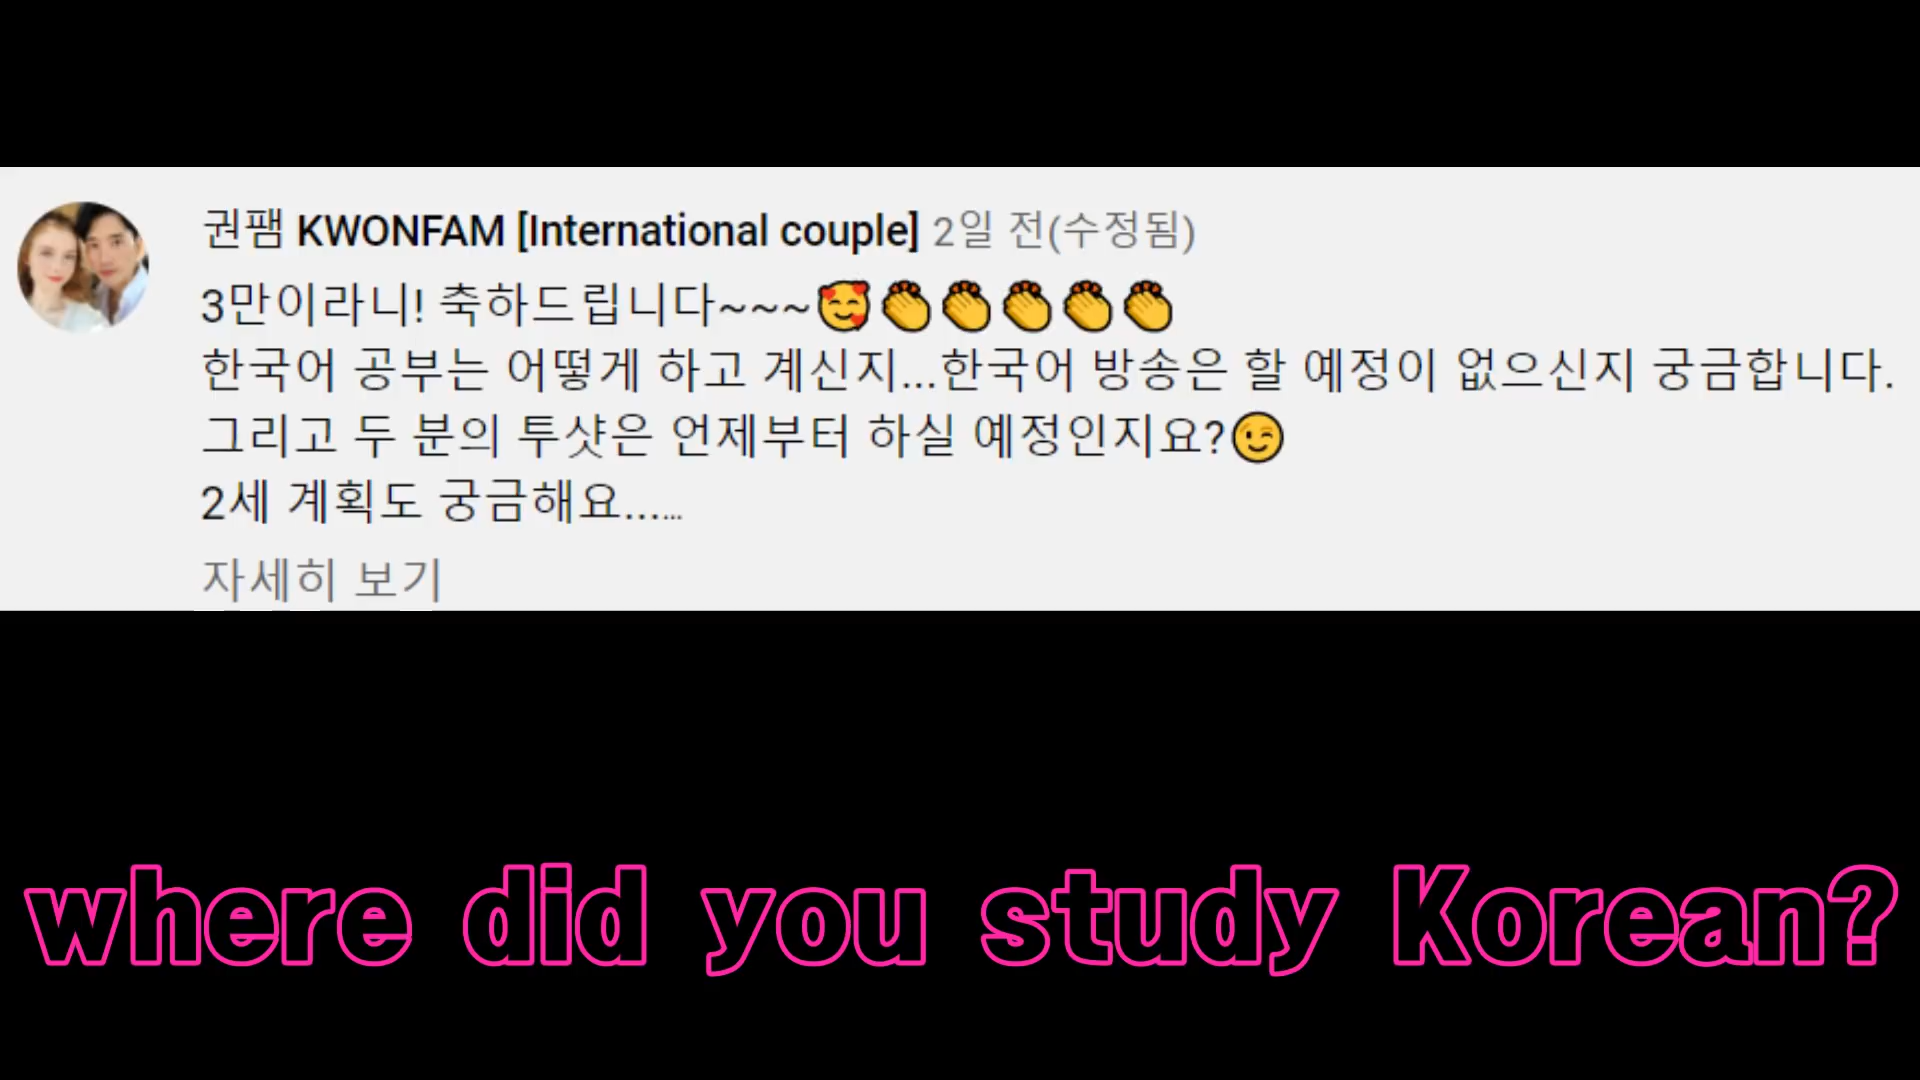 권팸 KWONFAM [International couple] 2일 전(수정됨)
3만이라니! 축하드립니다~~~🥰👏👏👏👏👏
한국어 공부는 어떻게 하고 계신지...한국어 방송은 할 예정이 없으신지 궁금합니다.
그리고 두 분의 투샷은 언제부터 하실 예정인지요?😉
2세 계획도 궁금해요...…
자세히 보기
where did you study Korean?